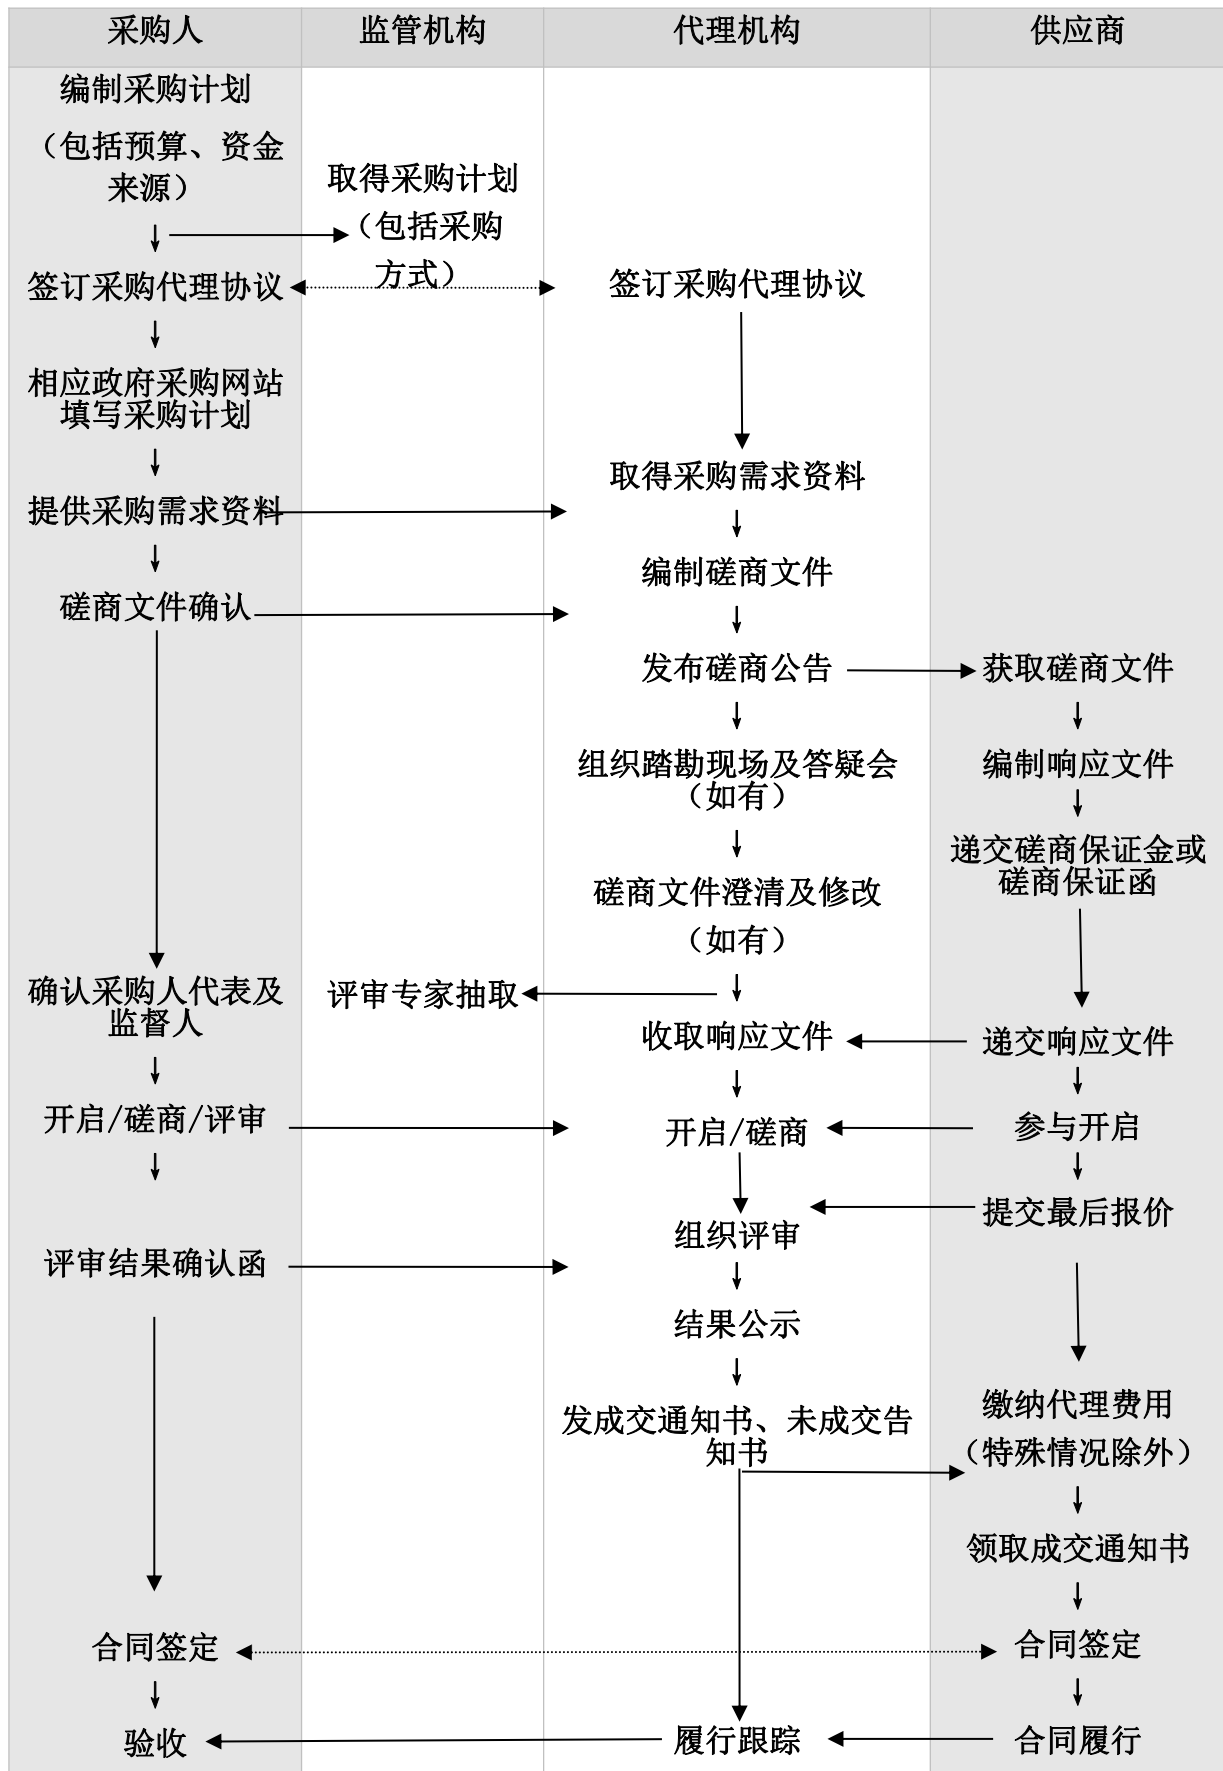 采购人
监管机构
代理机构
供应商
编制采购计划
（包括预算、资金
来源）
签订采购代理协议
相应政府采购网站
填写采购计划
提供采购需求资料
磋商文件确认
确认采购人代表及
监督人
开启/磋商/评审
评审结果确认函
合同签定
验收
取得采购计划
（包括采购
方式）
评审专家抽取
签订采购代理协议
取得采购需求资料
编制磋商文件
发布磋商公告
组织踏勘现场及答疑会
（如有）
磋商文件澄清及修改
（如有）
收取响应文件
开启/磋商
组织评审
结果公示
发成交通知书、未成交告
知书
履行跟踪
获取磋商文件
编制响应文件
递交磋商保证金或
磋商保证函
递交响应文件
参与开启
提交最后报价
缴纳代理费用
（特殊情况除外）
领取成交通知书
合同签定
合同履行